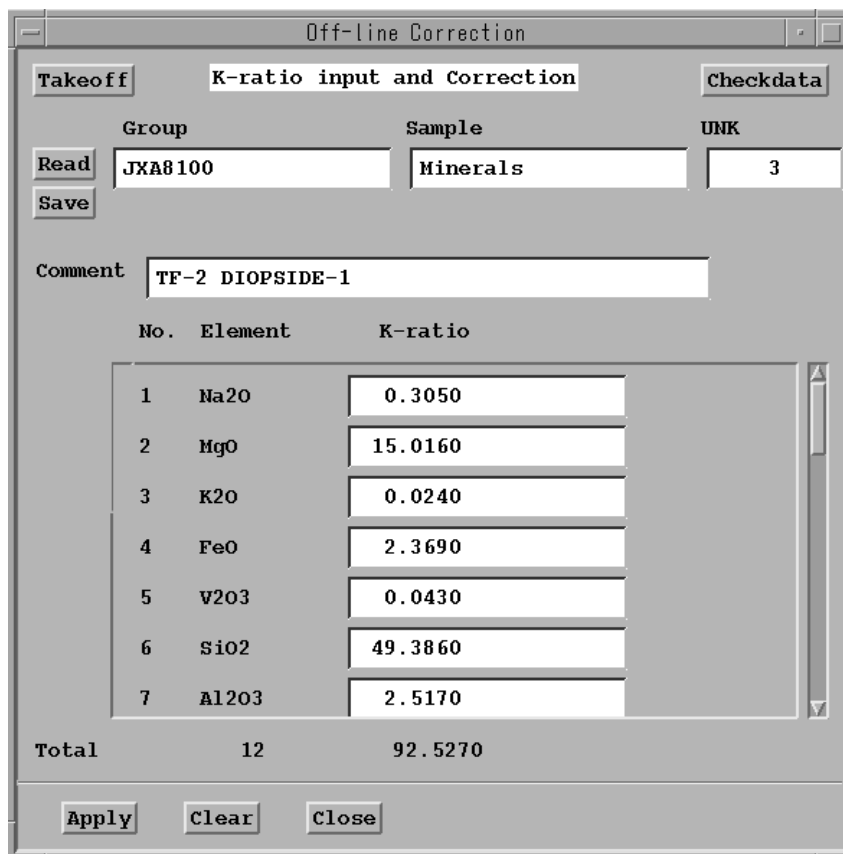 Off-line Correction
Takeoff K-ratio input and Correction Checkdata
Group Sample UNK
Read JXA8100 Minerals 3
Save
Comment TF-2 DIOPSIDE-1
No. Element K-ratio
1 Na2O 0.3050
2 MgO 15.0160
3 K2O 0.0240
4 FeO 2.3690
5 V2O3 0.0430
6 SiO2 49.3860
7 Al2O3 2.5170
Total 12 92.5270
Apply Clear Close